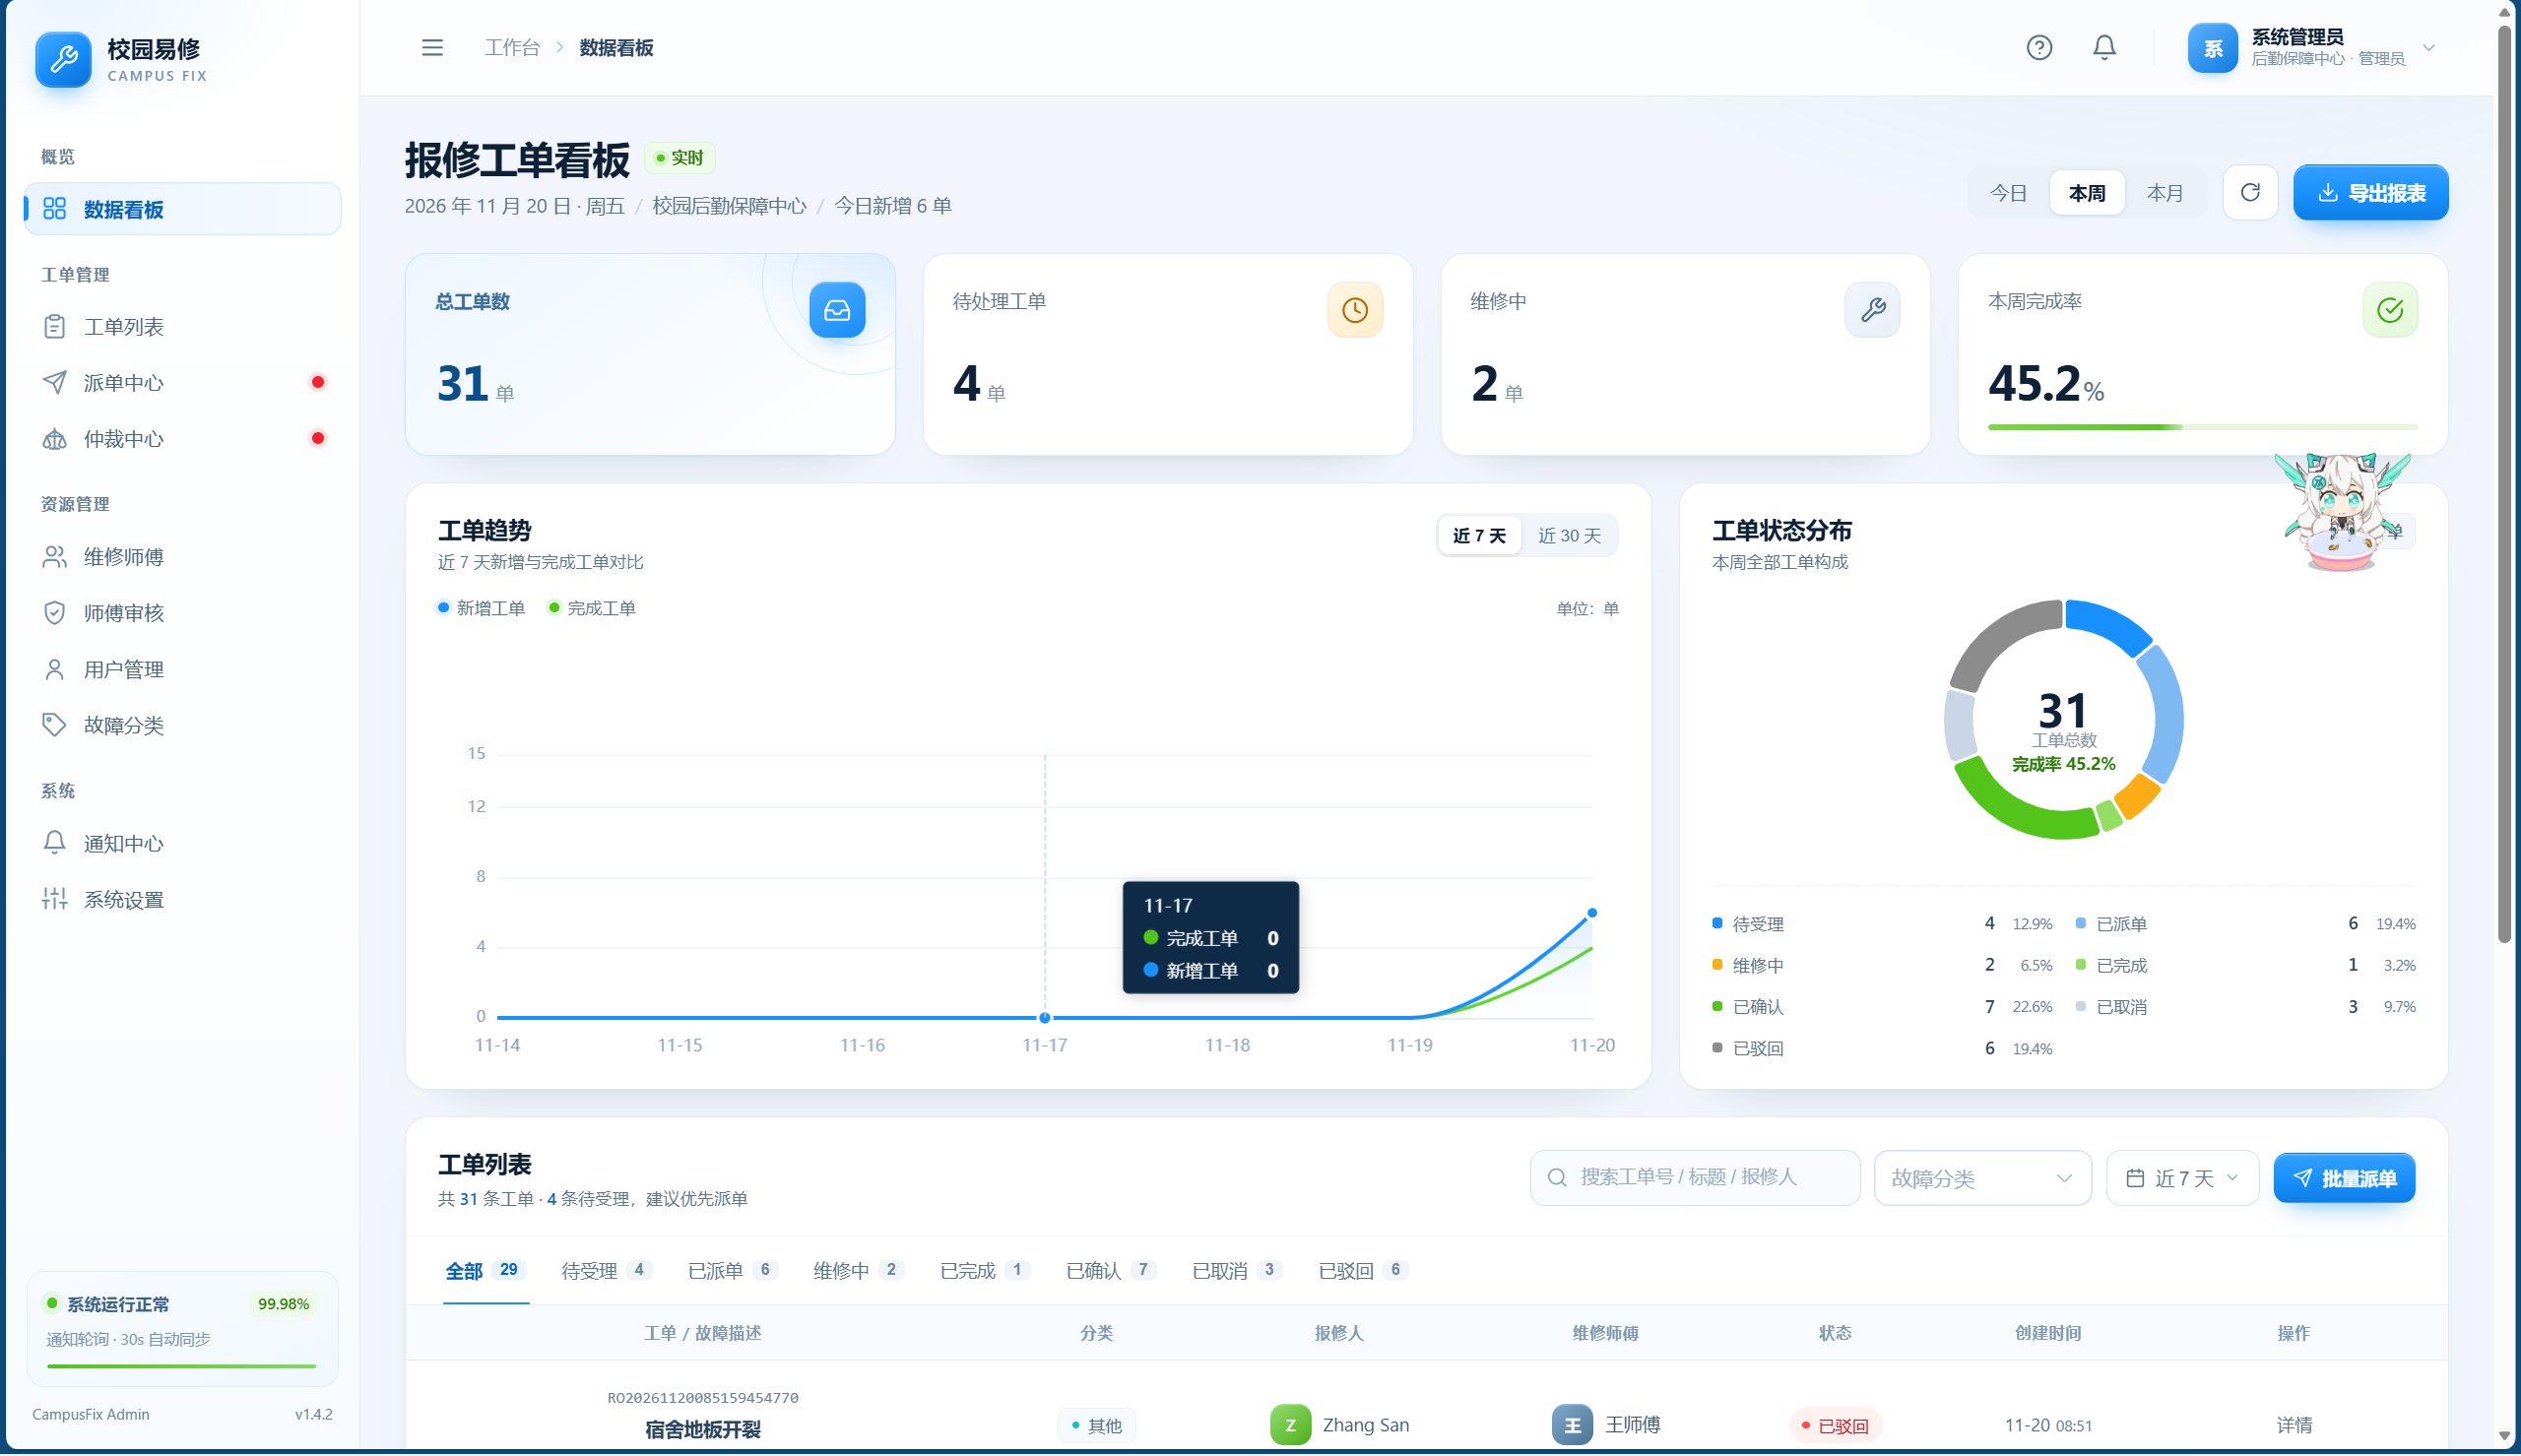 校园易修
CAMPUS FIX
概览
数据看板
工单管理
工单列表
派单中心
仲裁中心
资源管理
维修师傅
师傅审核
用户管理
故障分类
系统
通知中心
系统设置
系统运行正常 99.98%
通知轮询 · 30s 自动同步
CampusFix Admin v1.4.2
工作台 数据看板
系 系统管理员
后勤保障中心 · 管理员
报修工单看板 实时
2026 年 11 月 20 日 · 周五 / 校园后勤保障中心 / 今日新增 6 单
今日 本周 本月 导出报表
总工单数
31 单
待处理工单
4 单
维修中
2 单
本周完成率
45.2%
工单趋势
近 7 天新增与完成工单对比
近 7 天 近 30 天
新增工单 完成工单 单位：单
15
12
8
4
0
11-14 11-15 11-16 11-17 11-18 11-19 11-20
11-17
完成工单 0
新增工单 0
工单状态分布
本周全部工单构成
单
31
工单总数
完成率 45.2%
待受理 4 12.9% 已派单 6 19.4%
维修中 2 6.5% 已完成 1 3.2%
已确认 7 22.6% 已取消 3 9.7%
已驳回 6 19.4%
工单列表
共 31 条工单 · 4 条待受理，建议优先派单
搜索工单号 / 标题 / 报修人 故障分类 近 7 天 批量派单
全部 29 待受理 4 已派单 6 维修中 2 已完成 1 已确认 7 已取消 3 已驳回 6
工单 / 故障描述 分类 报修人 维修师傅 状态 创建时间 操作
RO20261120085159454770
宿舍地板开裂 其他 Z Zhang San 王 王师傅 已驳回 11-20 08:51 详情